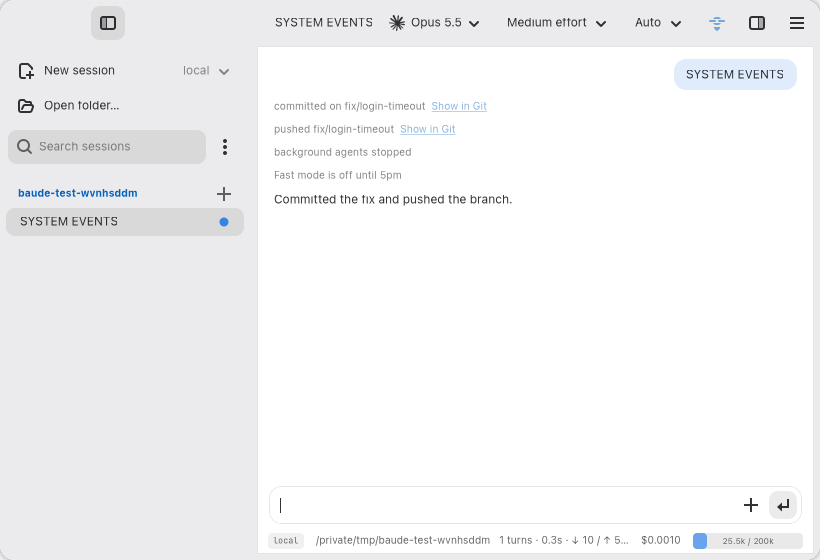 SYSTEM EVENTS
Opus 5.5
Medium effort
Auto
New session
local
Open folder...
Search sessions
baude-test-wvnhsddm
SYSTEM EVENTS
SYSTEM EVENTS
committed on fix/login-timeout Show in Git
pushed fix/login-timeout Show in Git
background agents stopped
Fast mode is off until 5pm
Committed the fix and pushed the branch.
local /private/tmp/baude-test-wvnhsddm 1 turns · 0.3s · ↓ 10 / ↑ 5... $0.0010 25.5k / 200k